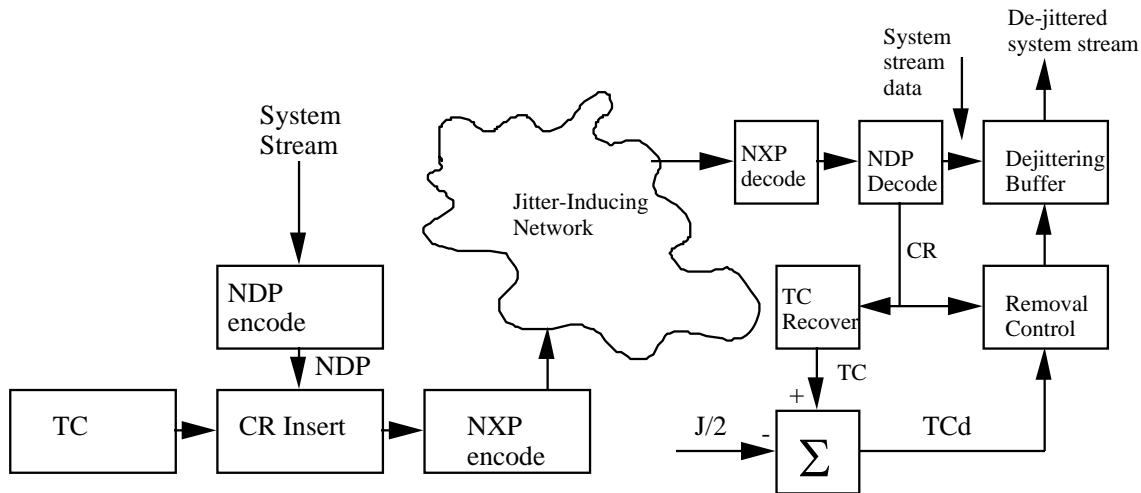 De-jittered
system stream
System
stream
data
System
Stream
NXP
decode
NDP
Decode
Dejittering
Buffer
Jitter-Inducing
Network
CR
NDP
encode
TC
Recover
Removal
Control
NDP
TC
+
TC
CR Insert
NXP
encode
J/2
-
Σ
TCd